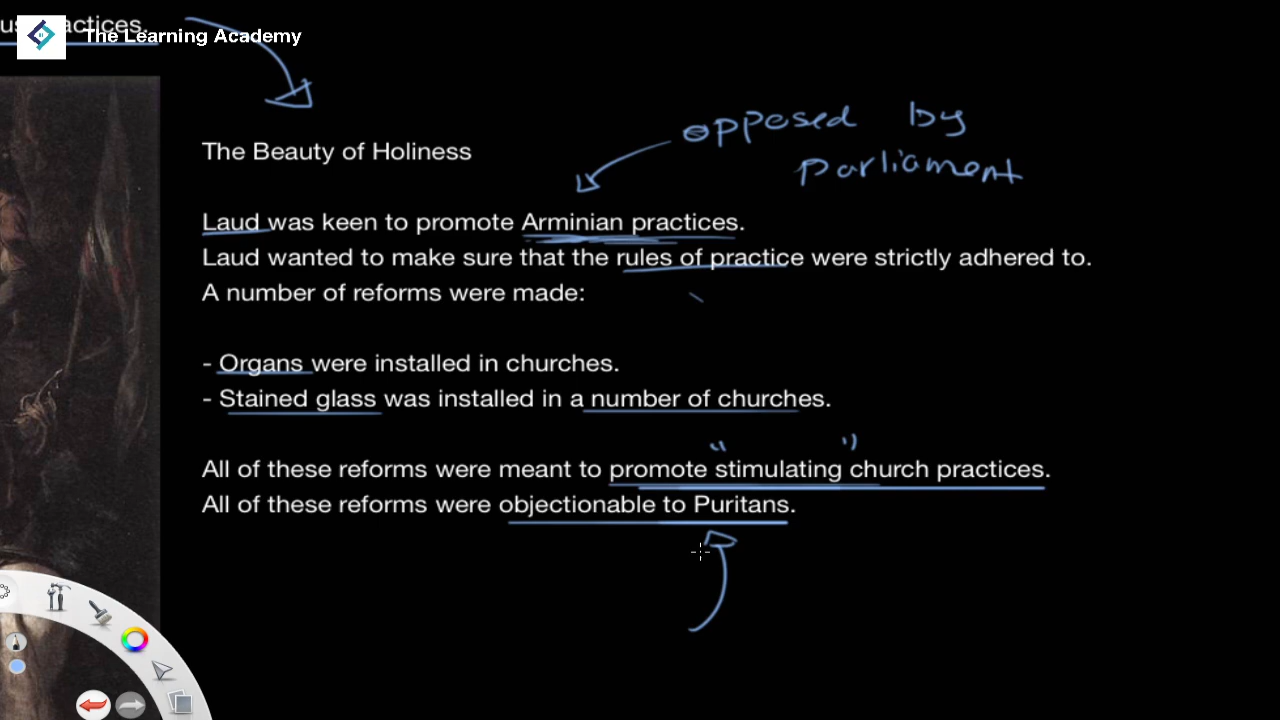 actices.
The Learning Academy
opposed by
parliament
The Beauty of Holiness
Laud was keen to promote Arminian practices.
Laud wanted to make sure that the rules of practice were strictly adhered to.
A number of reforms were made:
- Organs were installed in churches.
- Stained glass was installed in a number of churches.
All of these reforms were meant to promote "stimulating" church practices.
All of these reforms were objectionable to Puritans.